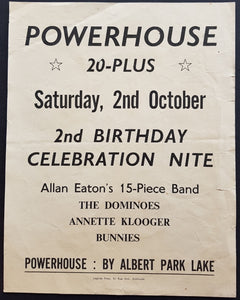 POWERHOUSE
☆ 20-PLUS ☆
Saturday, 2nd October
2nd BIRTHDAY
CELEBRATION NITE
Allan Eaton's 15-Piece Band
THE DOMINOES
ANNETTE KLOOGER
BUNNIES
POWERHOUSE : BY ALBERT PARK LAKE